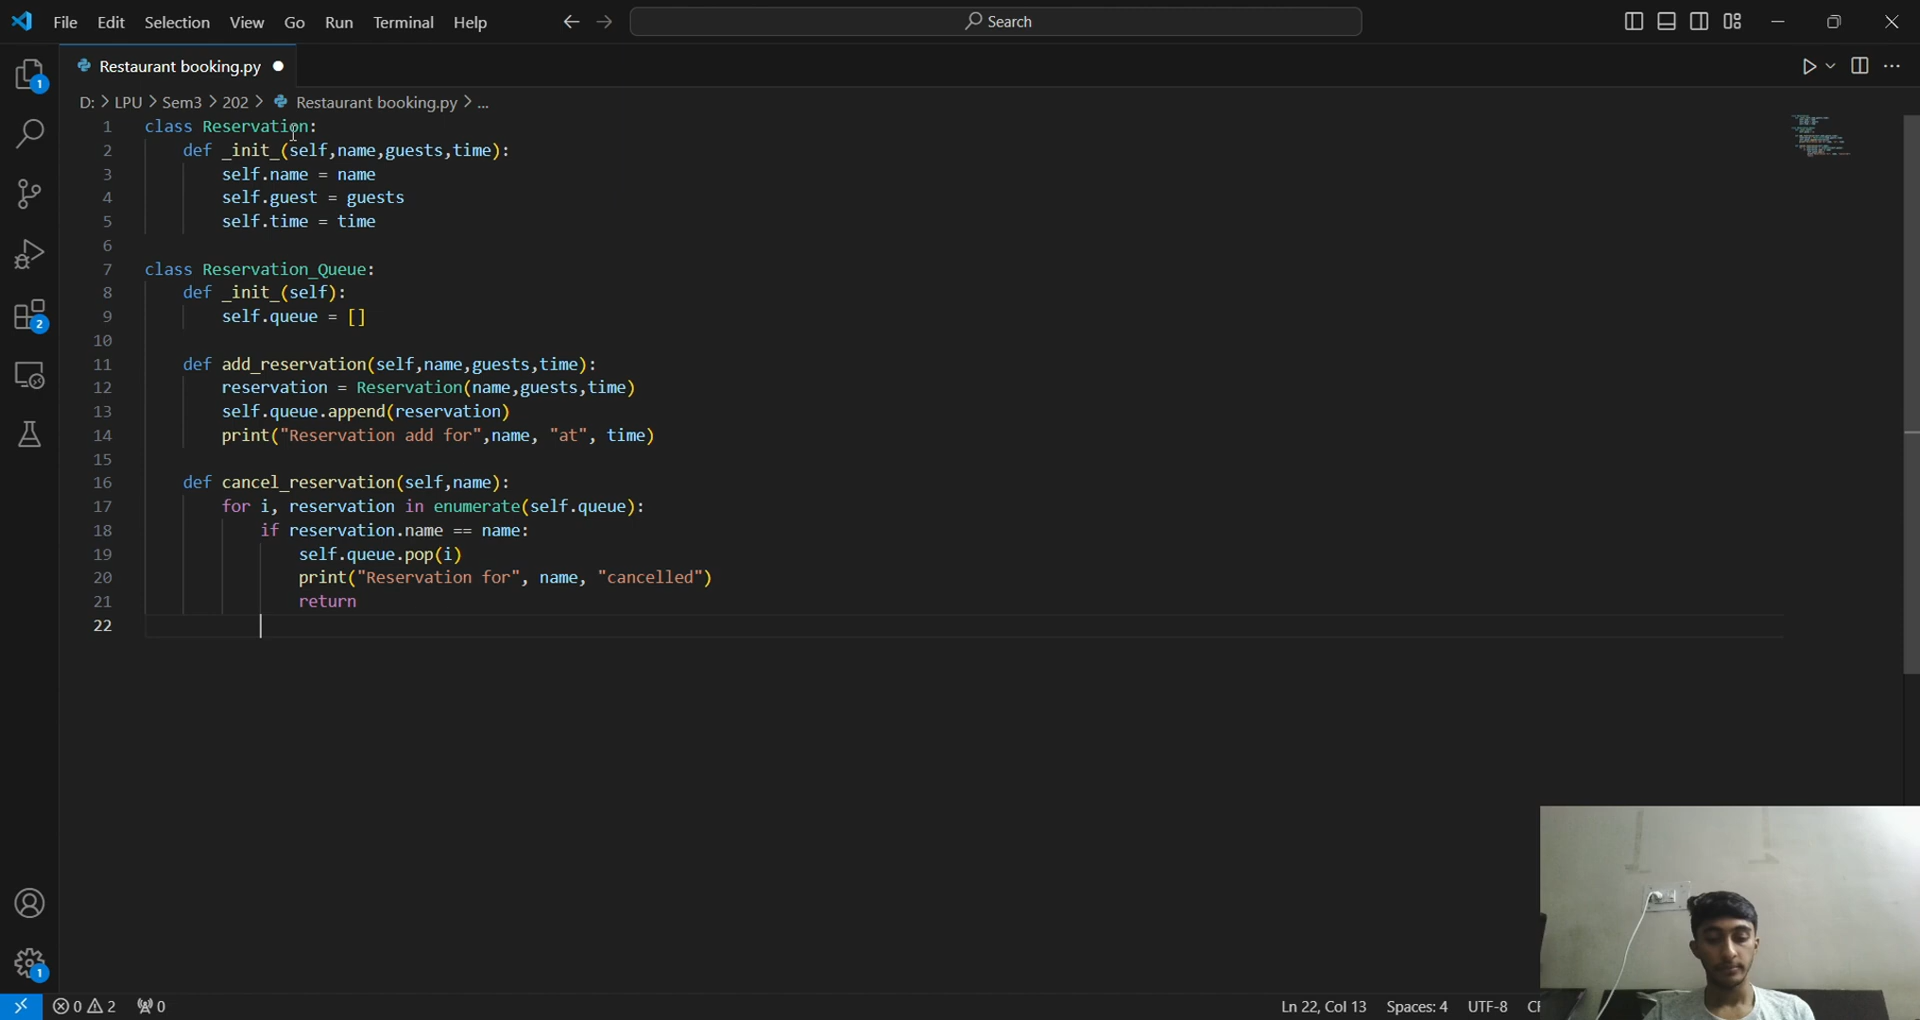 File Edit Selection View Go Run Terminal Help Search
Restaurant booking.py
D: > LPU > Sem3 > 202 > Restaurant booking.py > ...
1 class Reservation:
2 def _init_(self,name,guests,time):
3 self.name = name
4 self.guest = guests
5 self.time = time
6
7 class Reservation_Queue:
8 def _init_(self):
9 self.queue = []
10
11 def add_reservation(self,name,guests,time):
12 reservation = Reservation(name,guests,time)
13 self.queue.append(reservation)
14 print("Reservation add for",name, "at", time)
15
16 def cancel_reservation(self,name):
17 for i, reservation in enumerate(self.queue):
18 if reservation.name == name:
19 self.queue.pop(i)
20 print("Reservation for", name, "cancelled")
21 return
22
1
2
1
0 2 0 Ln 22, Col 13 Spaces: 4 UTF-8